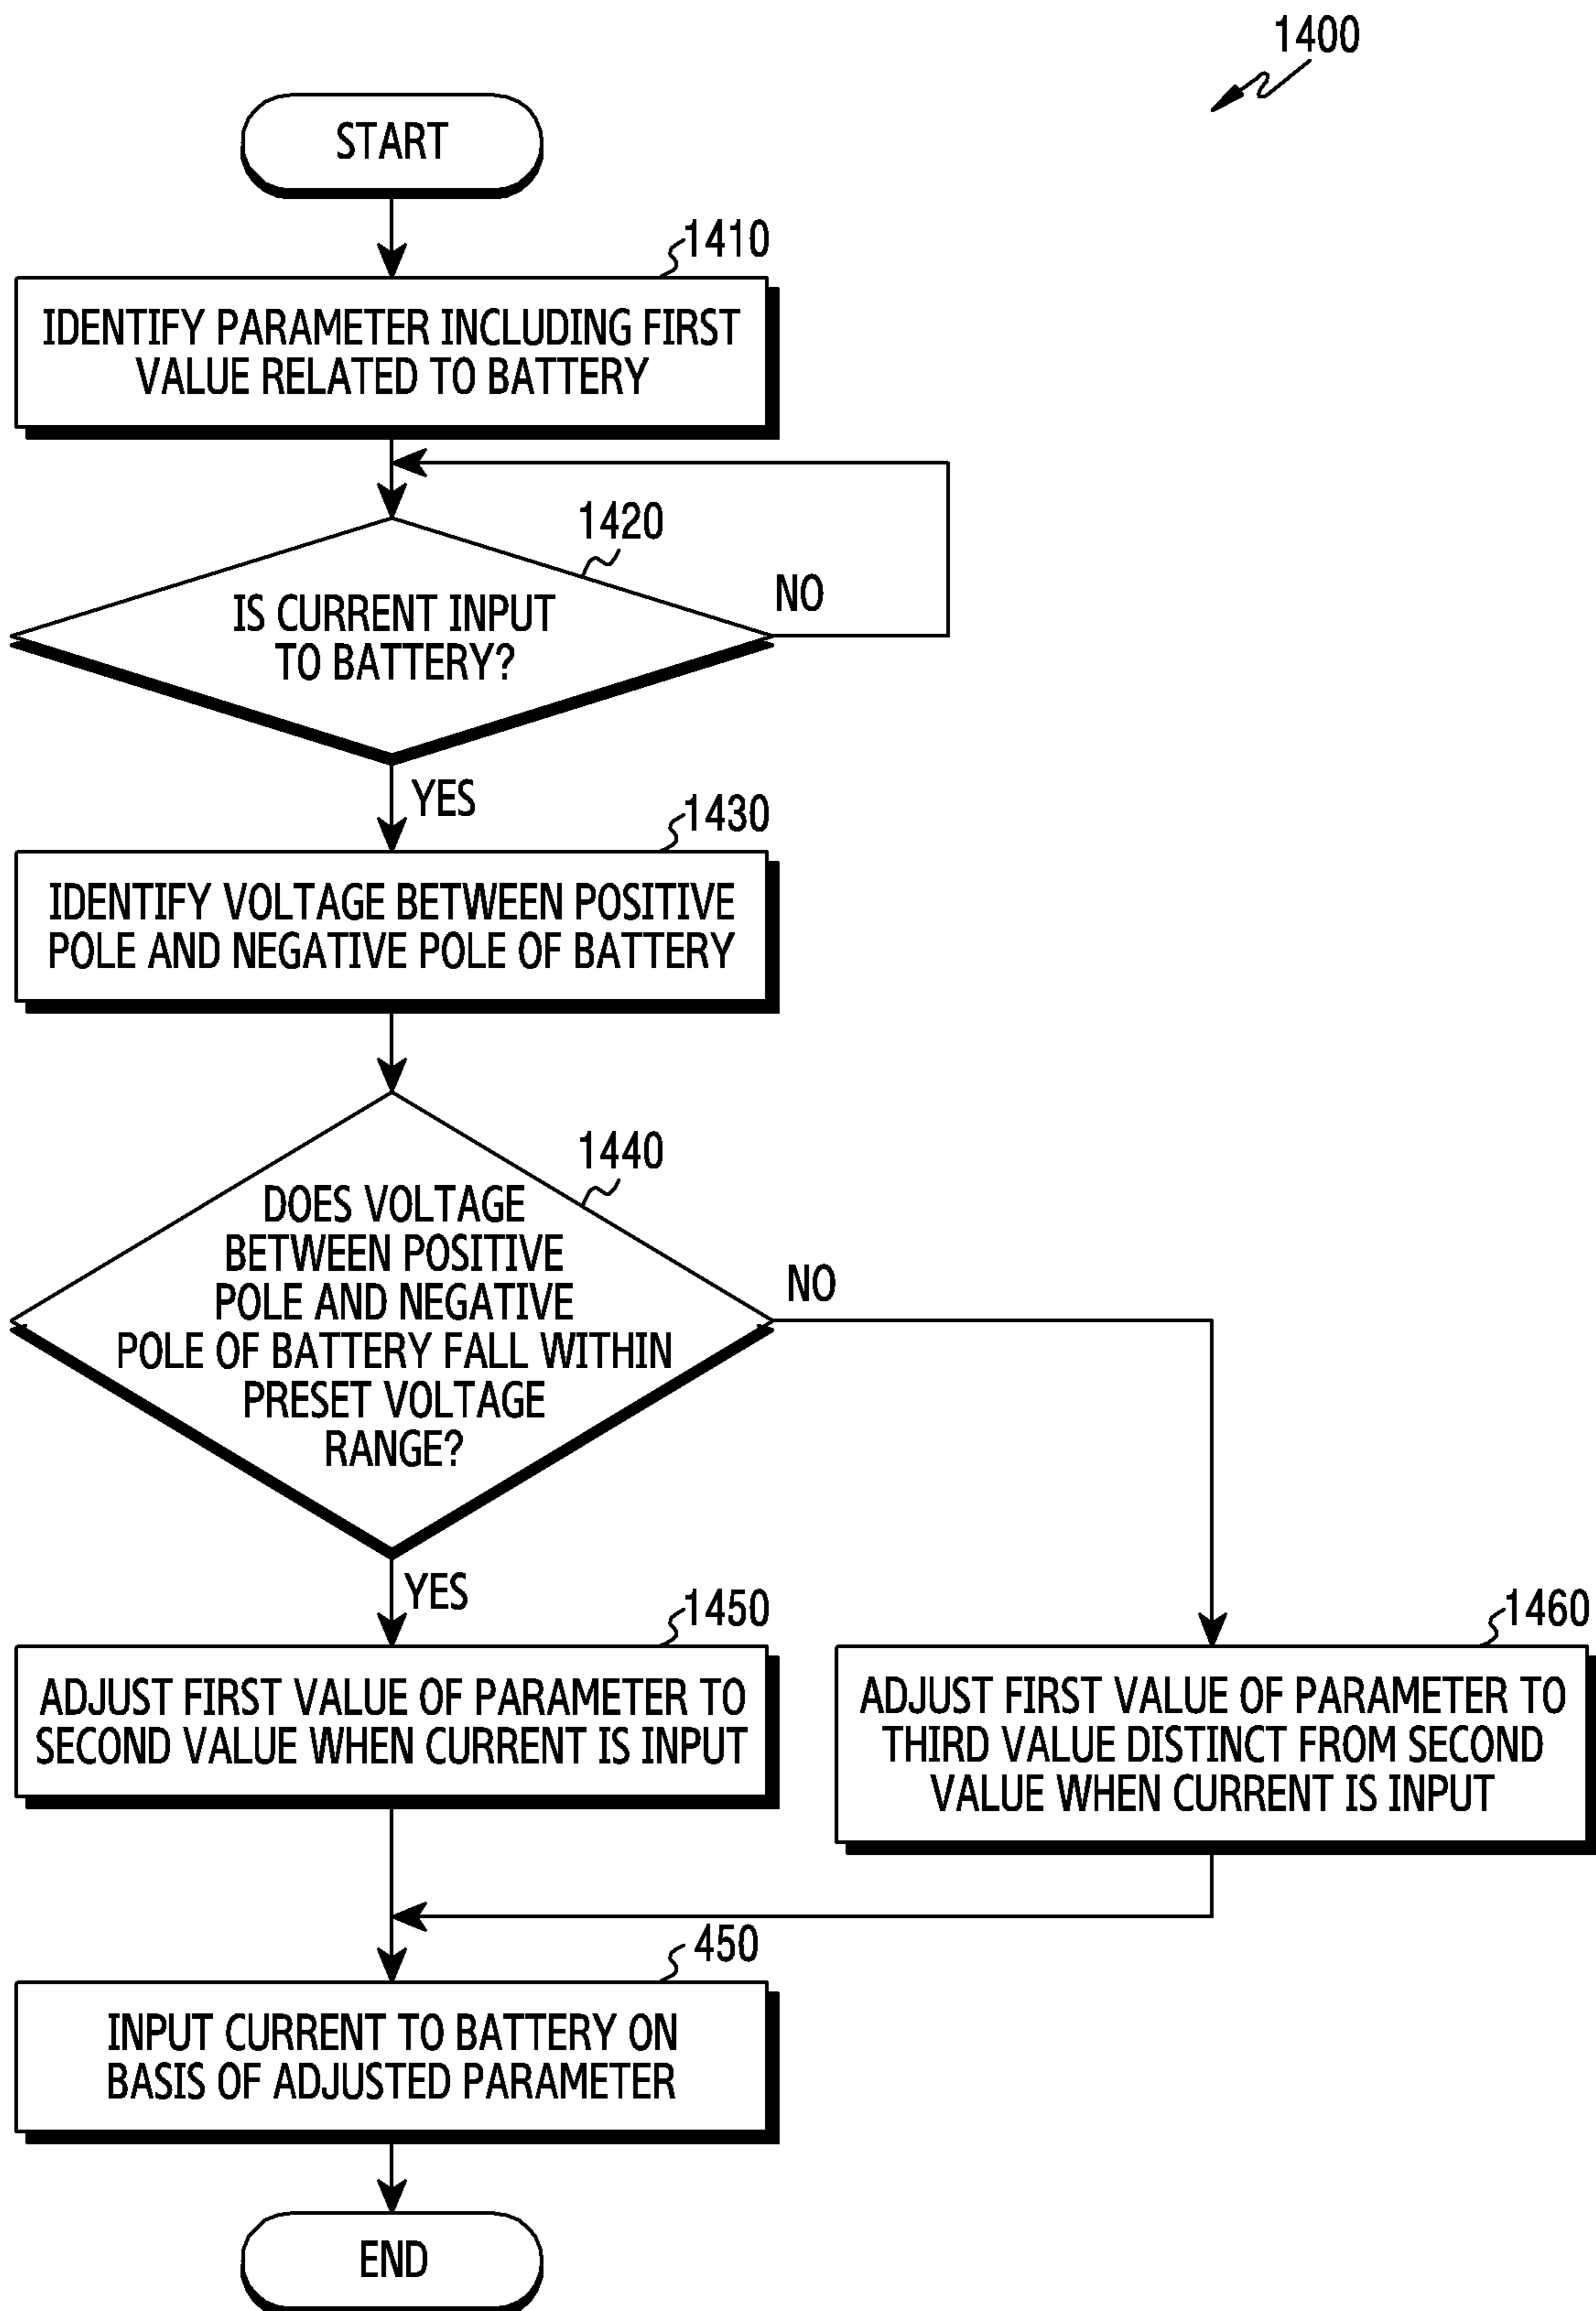 1400
START
1410
IDENTIFY PARAMETER INCLUDING FIRST
VALUE RELATED TO BATTERY
1420
IS CURRENT INPUT
TO BATTERY?
NO
YES
1430
IDENTIFY VOLTAGE BETWEEN POSITIVE
POLE AND NEGATIVE POLE OF BATTERY
1440
DOES VOLTAGE
BETWEEN POSITIVE
POLE AND NEGATIVE
POLE OF BATTERY FALL WITHIN
PRESET VOLTAGE
RANGE?
NO
YES
1450
ADJUST FIRST VALUE OF PARAMETER TO
SECOND VALUE WHEN CURRENT IS INPUT
1460
ADJUST FIRST VALUE OF PARAMETER TO
THIRD VALUE DISTINCT FROM SECOND
VALUE WHEN CURRENT IS INPUT
450
INPUT CURRENT TO BATTERY ON
BASIS OF ADJUSTED PARAMETER
END